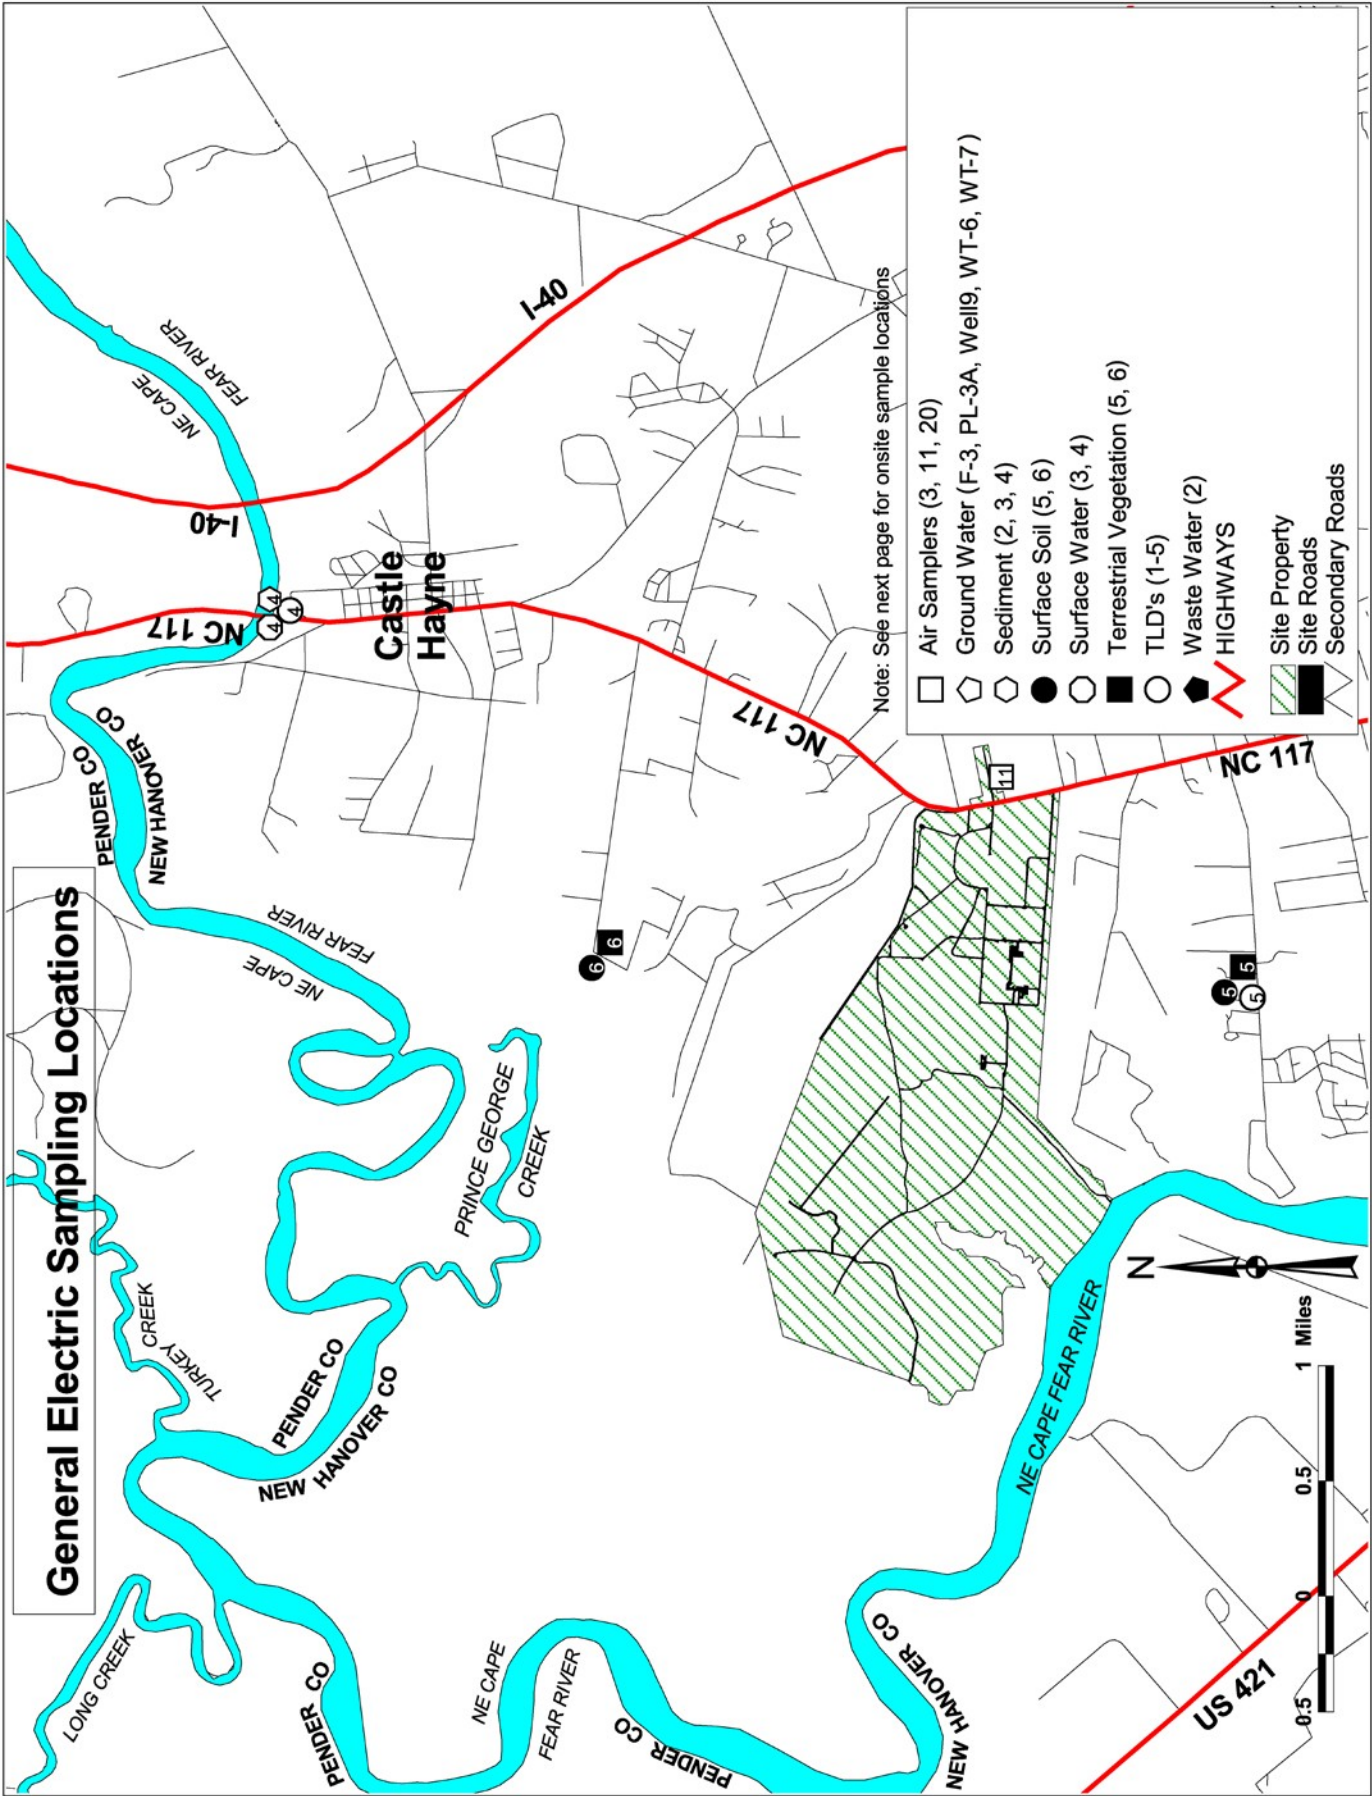 General Electric Sampling Locations
LONG CREEK
TURKEY
CREEK
PENDER CO
NEW HANOVER CO
PENDER CO
NEW HANOVER CO
PENDER CO
PENDER CO
NEW HANOVER CO
NE CAPE
FEAR RIVER
NE CAPE
FEAR RIVER
NE CAPE
FEAR RIVER
NE CAPE FEAR RIVER
PRINCE GEORGE
CREEK
I-40
I-40
NC 117
NC 117
NC 117
US 421
Castle
Hayne
4
4
4
6
6
11
5
5
5
N
0.5 0 0.5 1 Miles
Note: See next page for onsite sample locations
Air Samplers (3, 11, 20)
Ground Water (F-3, PL-3A, Well9, WT-6, WT-7)
Sediment (2, 3, 4)
Surface Soil (5, 6)
Surface Water (3, 4)
Terrestrial Vegetation (5, 6)
TLD's (1-5)
Waste Water (2)
HIGHWAYS
Site Property
Site Roads
Secondary Roads